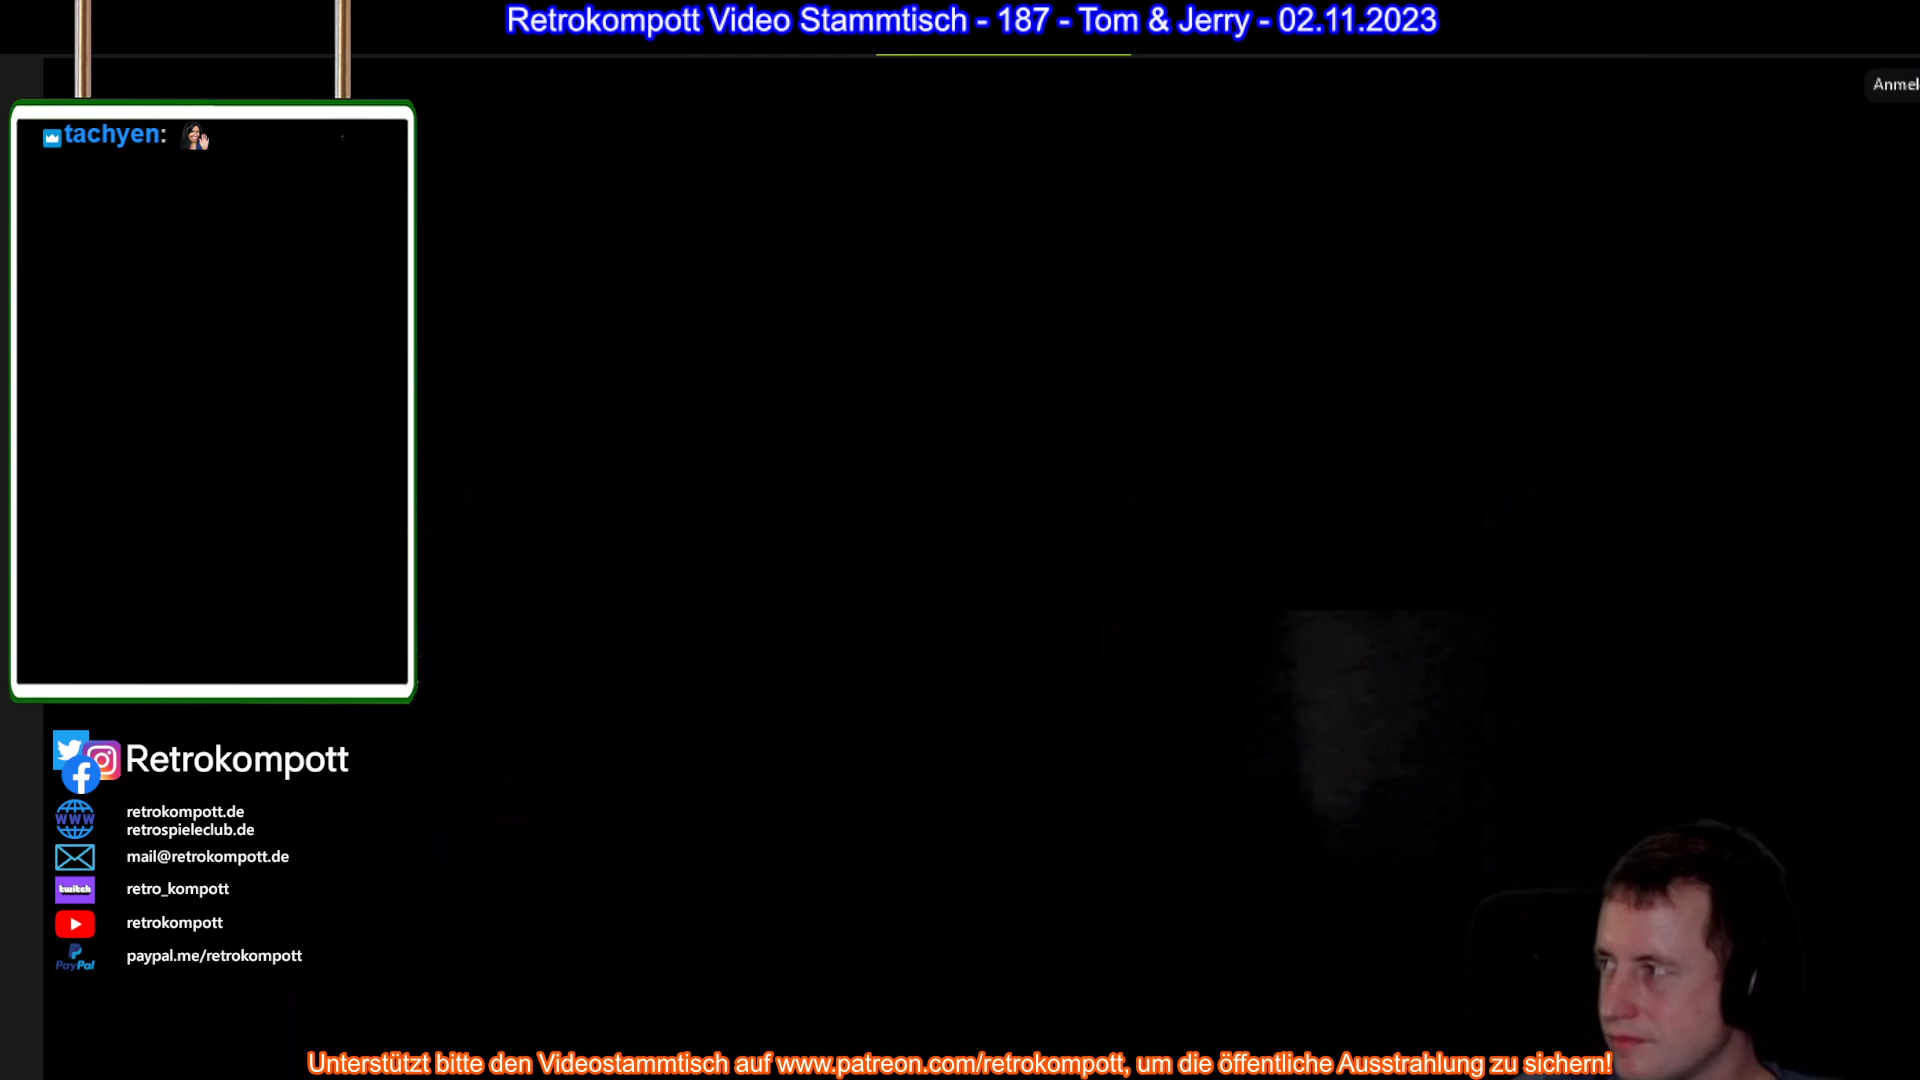 Retrokompott Video Stammtisch - 187 - Tom & Jerry - 02.11.2023
Anmel
tachyen:
Retrokompott
www
retrokompott.de
retrospieleclub.de
mail@retrokompott.de
twitch
retro_kompott
retrokompott
PayPal
paypal.me/retrokompott
Unterstützt bitte den Videostammtisch auf www.patreon.com/retrokompott, um die öffentliche Ausstrahlung zu sichern!